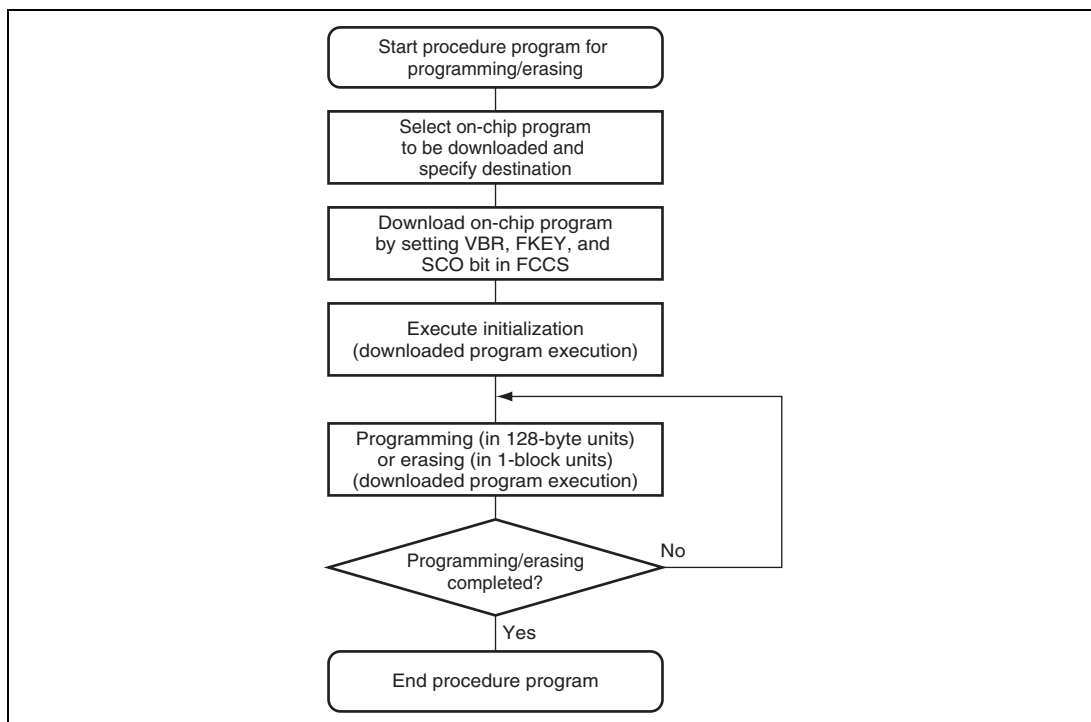 Start procedure program for
programming/erasing
Select on-chip program
to be downloaded and
specify destination
Download on-chip program
by setting VBR, FKEY, and
SCO bit in FCCS
Execute initialization
(downloaded program execution)
Programming (in 128-byte units)
or erasing (in 1-block units)
(downloaded program execution)
Programming/erasing
completed?
No
Yes
End procedure program